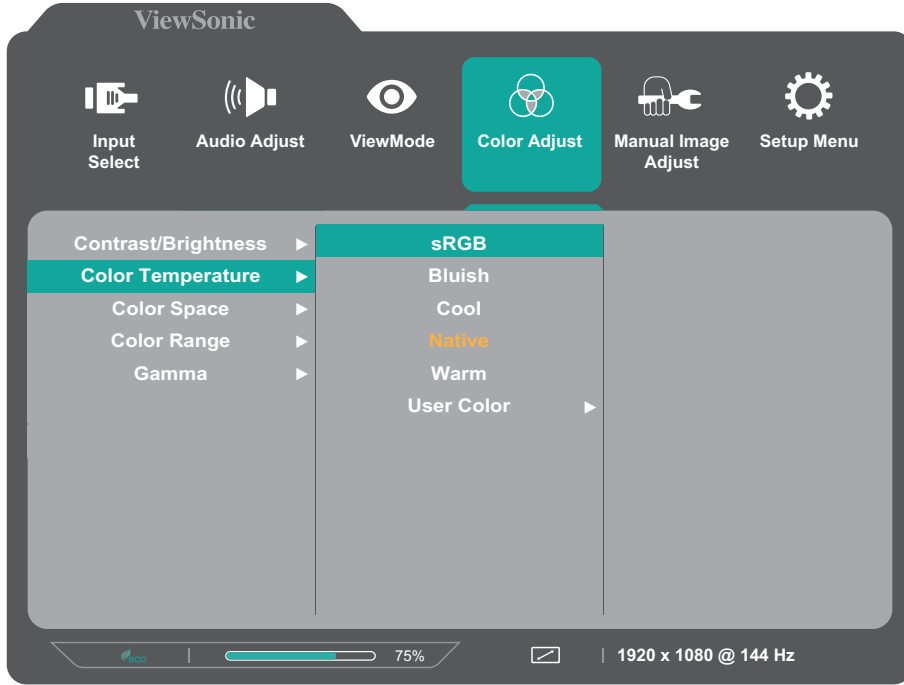 ViewSonic
Input
Select
Audio Adjust
ViewMode
Color Adjust
Manual Image
Adjust
Setup Menu
Contrast/Brightness
Color Temperature
Color Space
Color Range
Gamma
sRGB
Bluish
Cool
Native
Warm
User Color
eco
75%
1920 x 1080 @ 144 Hz